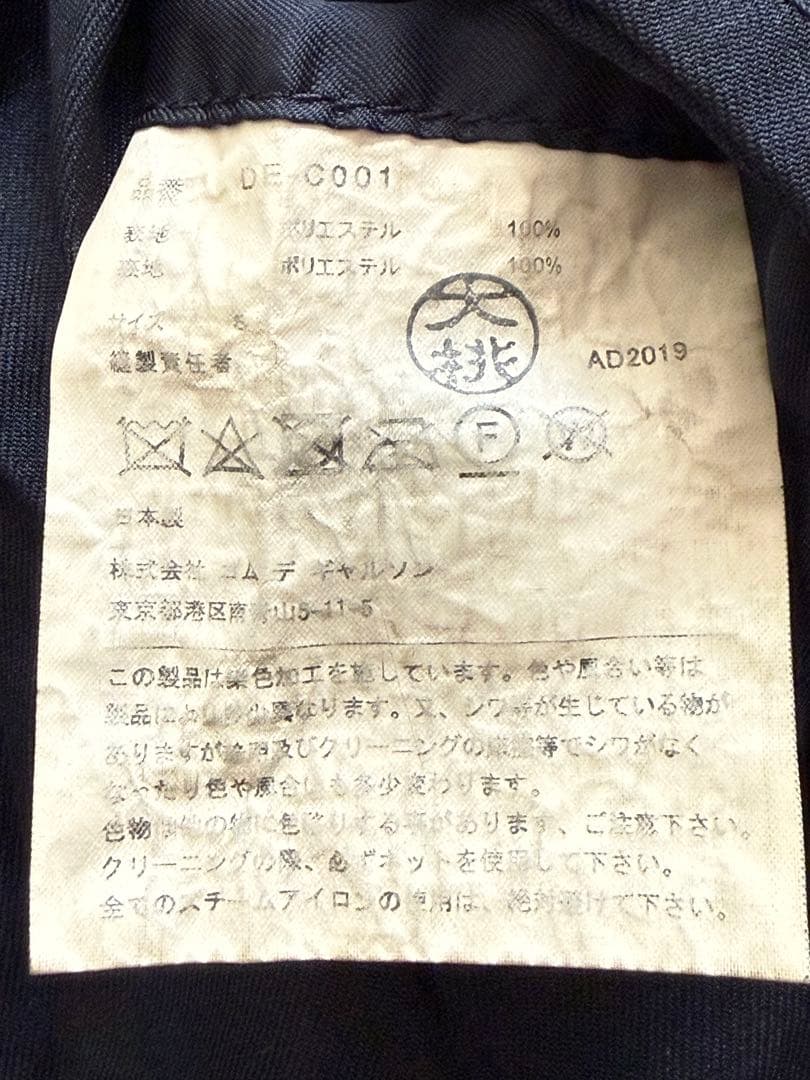 品番 DE-C001
表地 ポリエステル 100%
裏地 ポリエステル 100%
サイズ S
縫製責任者 大桃 AD2019
F
日本製
株式会社 コム デ ギャルソン
東京都港区南青山5-11-5
この製品は染色加工を施しています。色や風合い等は
製品により多少異なります。又、シワ等が生じている物が
ありますが着用及びクリーニングの 等でシワがなく
なったり色や風合いも多少変わります。
色物は他の物に色移りする事があります、ご注意下さい。
クリーニングの際、必ずネットを使用して下さい。
全てのスチームアイロンの使用は、絶対避けて下さい。